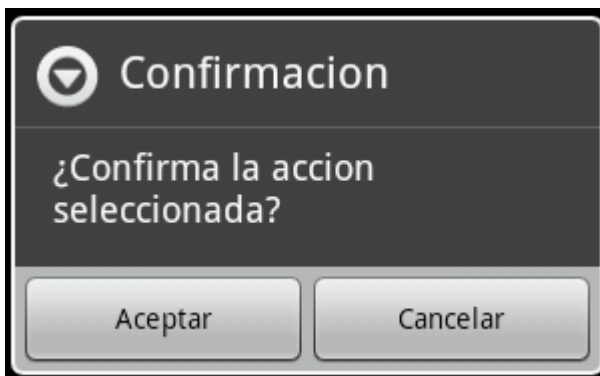 Confirmacion
¿Confirma la accion
seleccionada?
Aceptar
Cancelar